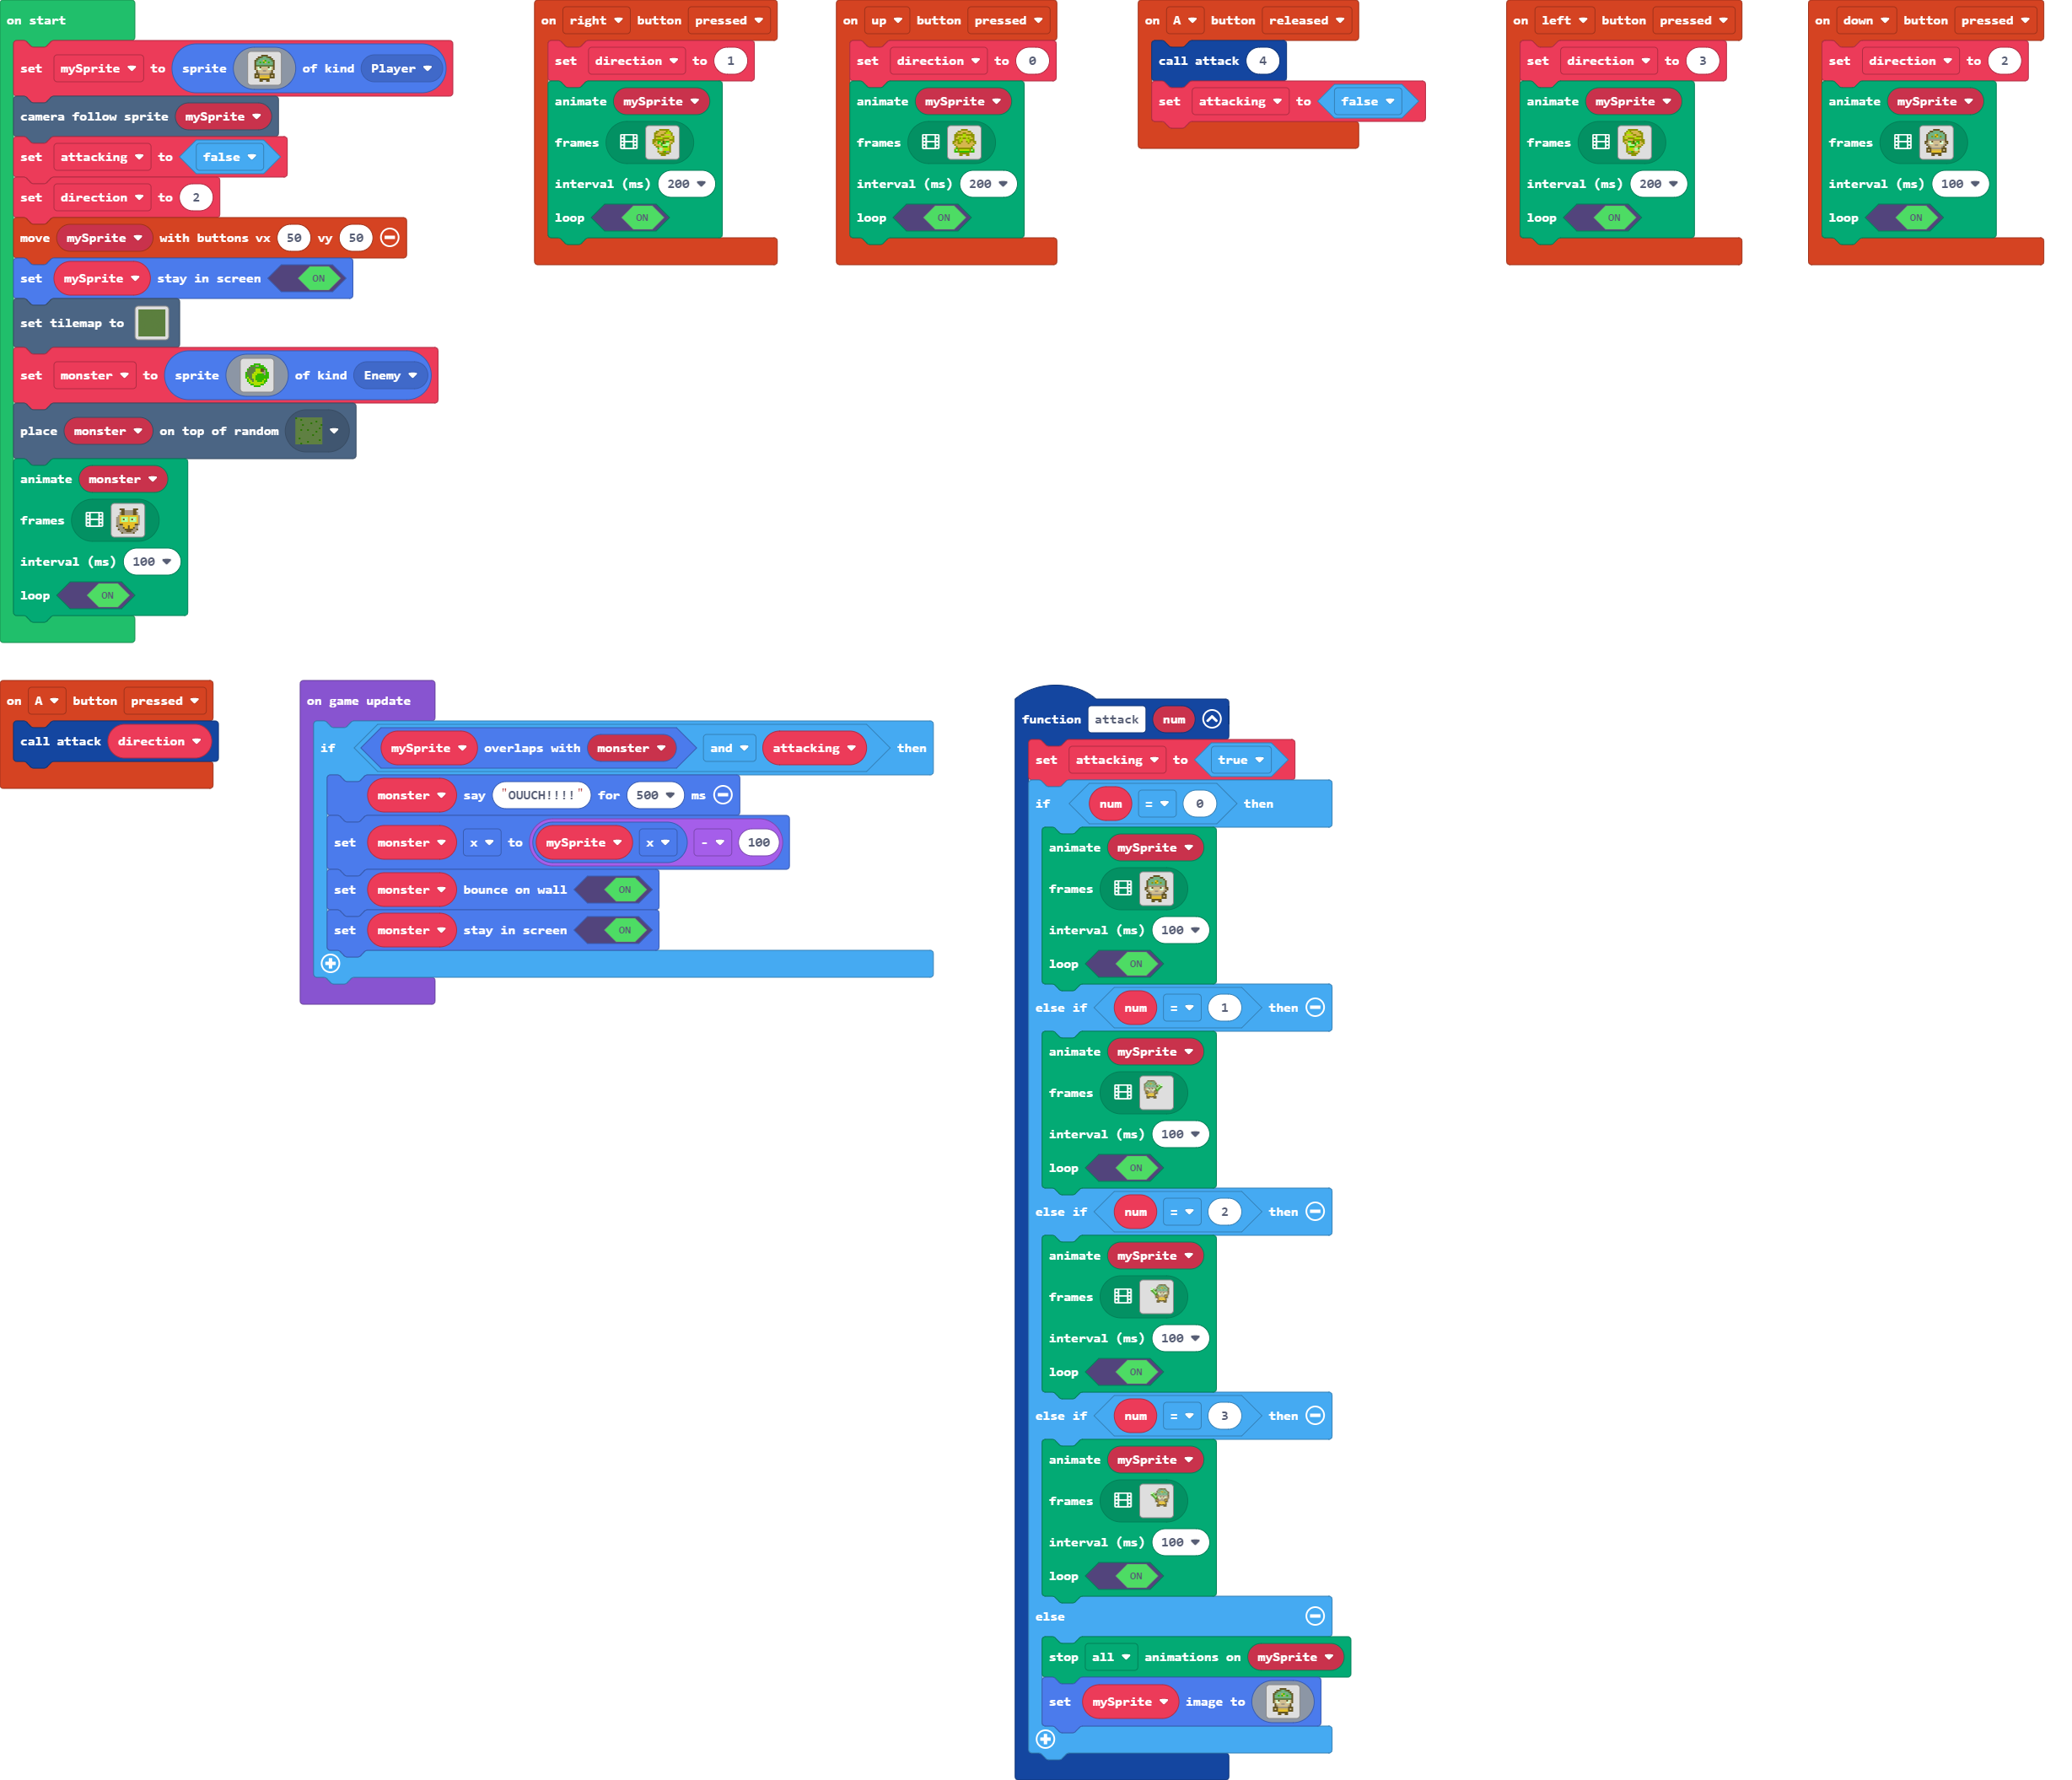 on start
set mySprite to sprite of kind Player
camera follow sprite mySprite
set attacking to false
set direction to 2
move mySprite with buttons vx 50 vy 50
set mySprite stay in screen ON
set tilemap to
set monster to sprite of kind Enemy
place monster on top of random
animate monster
frames
interval (ms) 100
loop ON
on right button pressed
set direction to 1
animate mySprite
frames
interval (ms) 200
loop ON
on up button pressed
set direction to 0
animate mySprite
frames
interval (ms) 200
loop ON
on A button released
call attack 4
set attacking to false
on left button pressed
set direction to 3
animate mySprite
frames
interval (ms) 200
loop ON
on down button pressed
set direction to 2
animate mySprite
frames
interval (ms) 100
loop ON
on A button pressed
call attack direction
on game update
if mySprite overlaps with monster and attacking then
monster say "OUUCH!!!!" for 500 ms
set monster x to mySprite x - 100
set monster bounce on wall ON
set monster stay in screen ON
function attack num
set attacking to true
if num = 0 then
animate mySprite
frames
interval (ms) 100
loop ON
else if num = 1 then
animate mySprite
frames
interval (ms) 100
loop ON
else if num = 2 then
animate mySprite
frames
interval (ms) 100
loop ON
else if num = 3 then
animate mySprite
frames
interval (ms) 100
loop ON
else
stop all animations on mySprite
set mySprite image to